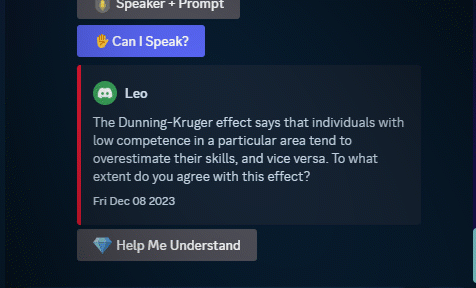 Speaker + Prompt
Can I Speak?
Leo
The Dunning-Kruger effect says that individuals with
low competence in a particular area tend to
overestimate their skills, and vice versa. To what
extent do you agree with this effect?
Fri Dec 08 2023
Help Me Understand